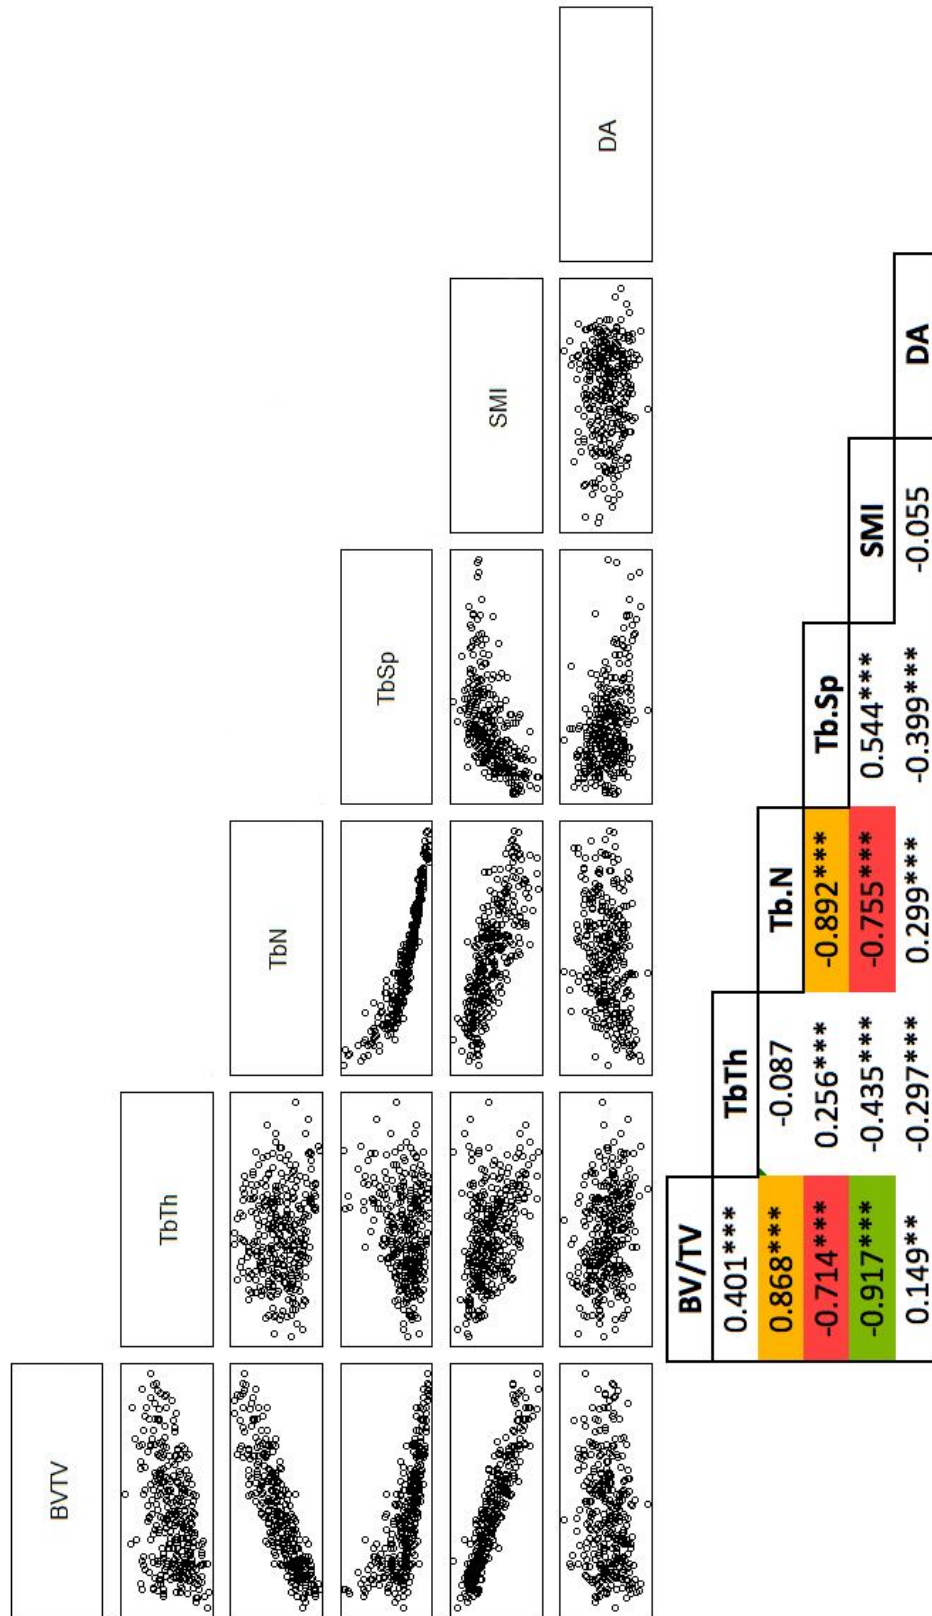 BVTV
TbTh
TbN
TbSp
SMI
DA
BV/TV
0.401*** TbTh
0.868*** -0.087 Tb.N
-0.714*** 0.256*** -0.892*** Tb.Sp
-0.917*** -0.435*** -0.755*** 0.544*** SMI
0.149** -0.297*** 0.299*** -0.399*** -0.055 DA